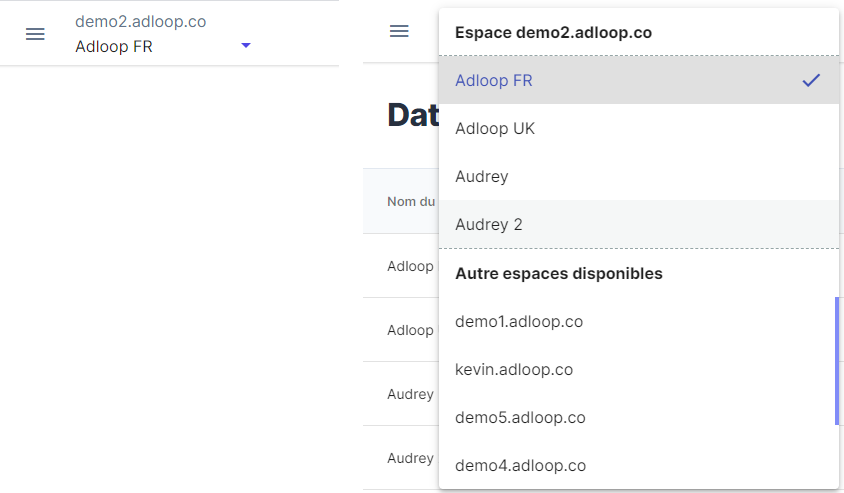 demo2.adloop.co
Adloop FR
Dat
Nom du
Adloop
Adloop
Audrey
Audrey
Espace demo2.adloop.co
Adloop FR
Adloop UK
Audrey
Audrey 2
Autre espaces disponibles
demo1.adloop.co
kevin.adloop.co
demo5.adloop.co
demo4.adloop.co